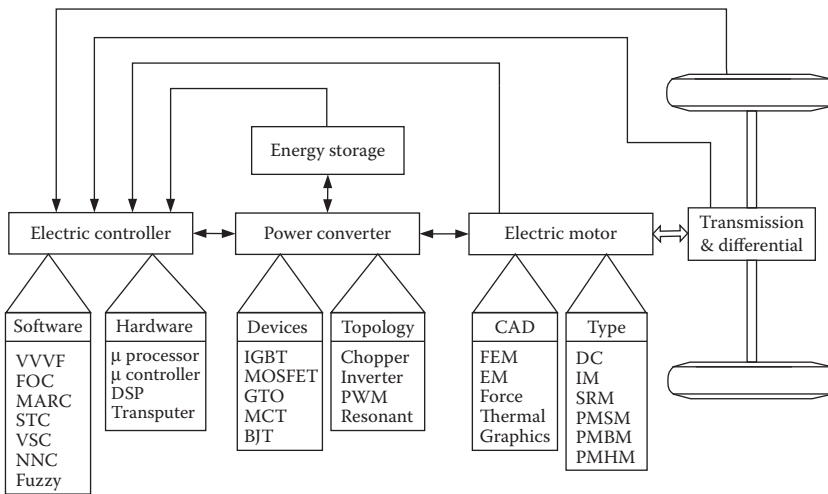 Energy storage
Electric controller
Power converter
Electric motor
Transmission
& differential
Software
VVVF
FOC
MARC
STC
VSC
NNC
Fuzzy
Hardware
μ processor
μ controller
DSP
Transputer
Devices
IGBT
MOSFET
GTO
MCT
BJT
Topology
Chopper
Inverter
PWM
Resonant
CAD
FEM
EM
Force
Thermal
Graphics
Type
DC
IM
SRM
PMSM
PMBM
PMHM